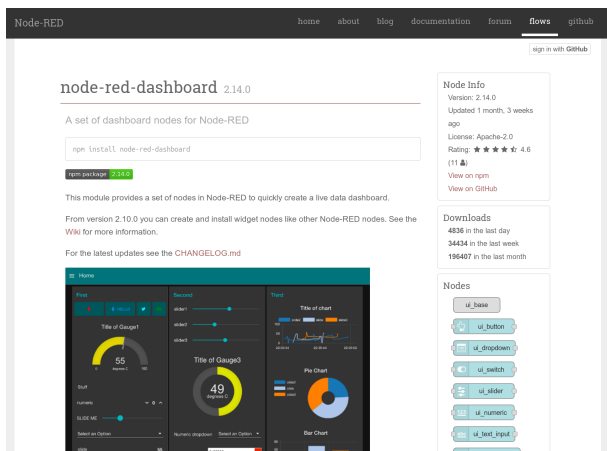 Node-RED
home about blog documentation forum flows github
sign in with GitHub
node-red-dashboard 2.14.0
A set of dashboard nodes for Node-RED
npm install node-red-dashboard
npm package 2.14.0
This module provides a set of nodes in Node-RED to quickly create a live data dashboard.
From version 2.10.0 you can create and install widget nodes like other Node-RED nodes. See the
Wiki for more information.
For the latest updates see the CHANGELOG.md
Home
First
Second
Third
Title of Gauge1
55
degrees C
0
Stuff
numeric
0
SLIDE ME
Select an Option
slide
slider1
slider2
slider3
Title of Gauge3
49
degrees C
Numeric dropdown Select an Option
Title of chart
Pie Chart
Bar Chart
Node Info
Version: 2.14.0
Updated 1 month, 3 weeks
ago
License: Apache-2.0
Rating: 4.6
(11)
View on npm
View on GitHub
Downloads
4836 in the last day
34434 in the last week
196407 in the last month
Nodes
ui_base
ui_button
ui_dropdown
ui_switch
ui_slider
ui_numeric
ui_text_input